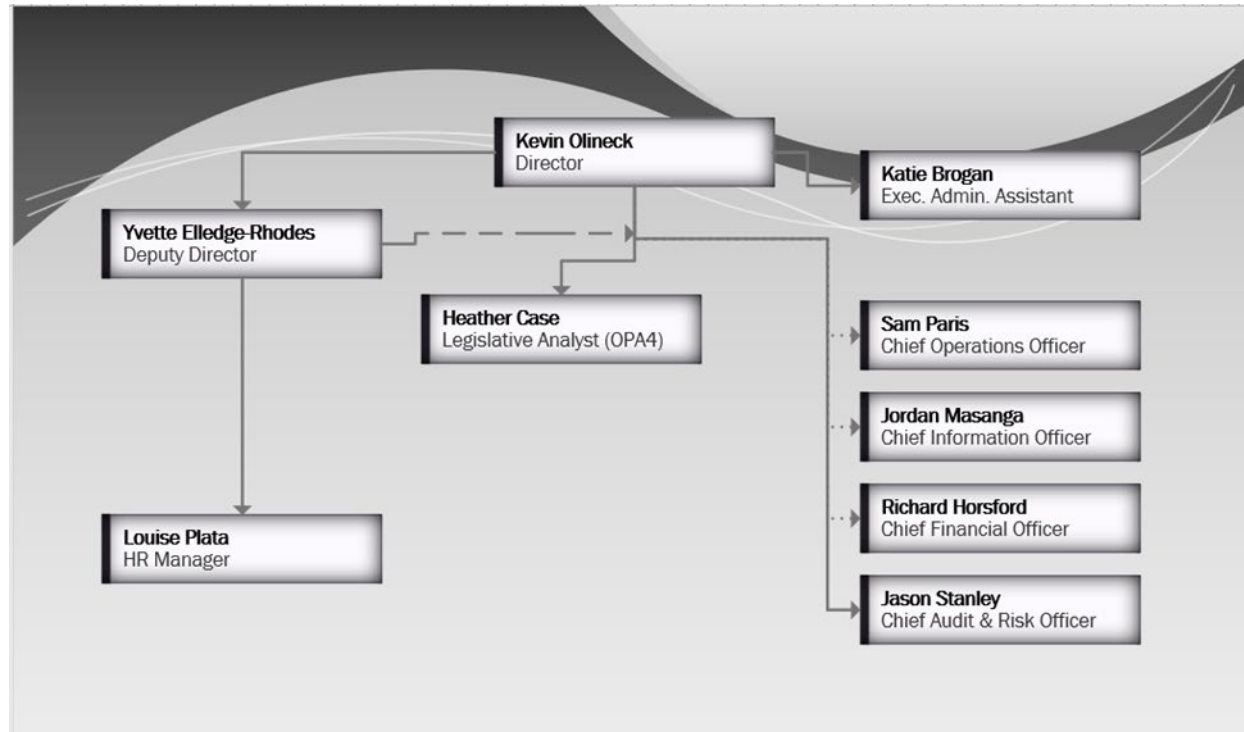 Kevin Olineck
Director
Katie Brogan
Exec. Admin. Assistant
Yvette Elledge-Rhodes
Deputy Director
Heather Case
Legislative Analyst (OPA4)
Sam Paris
Chief Operations Officer
Jordan Masanga
Chief Information Officer
Richard Horsford
Chief Financial Officer
Louise Plata
HR Manager
Jason Stanley
Chief Audit & Risk Officer